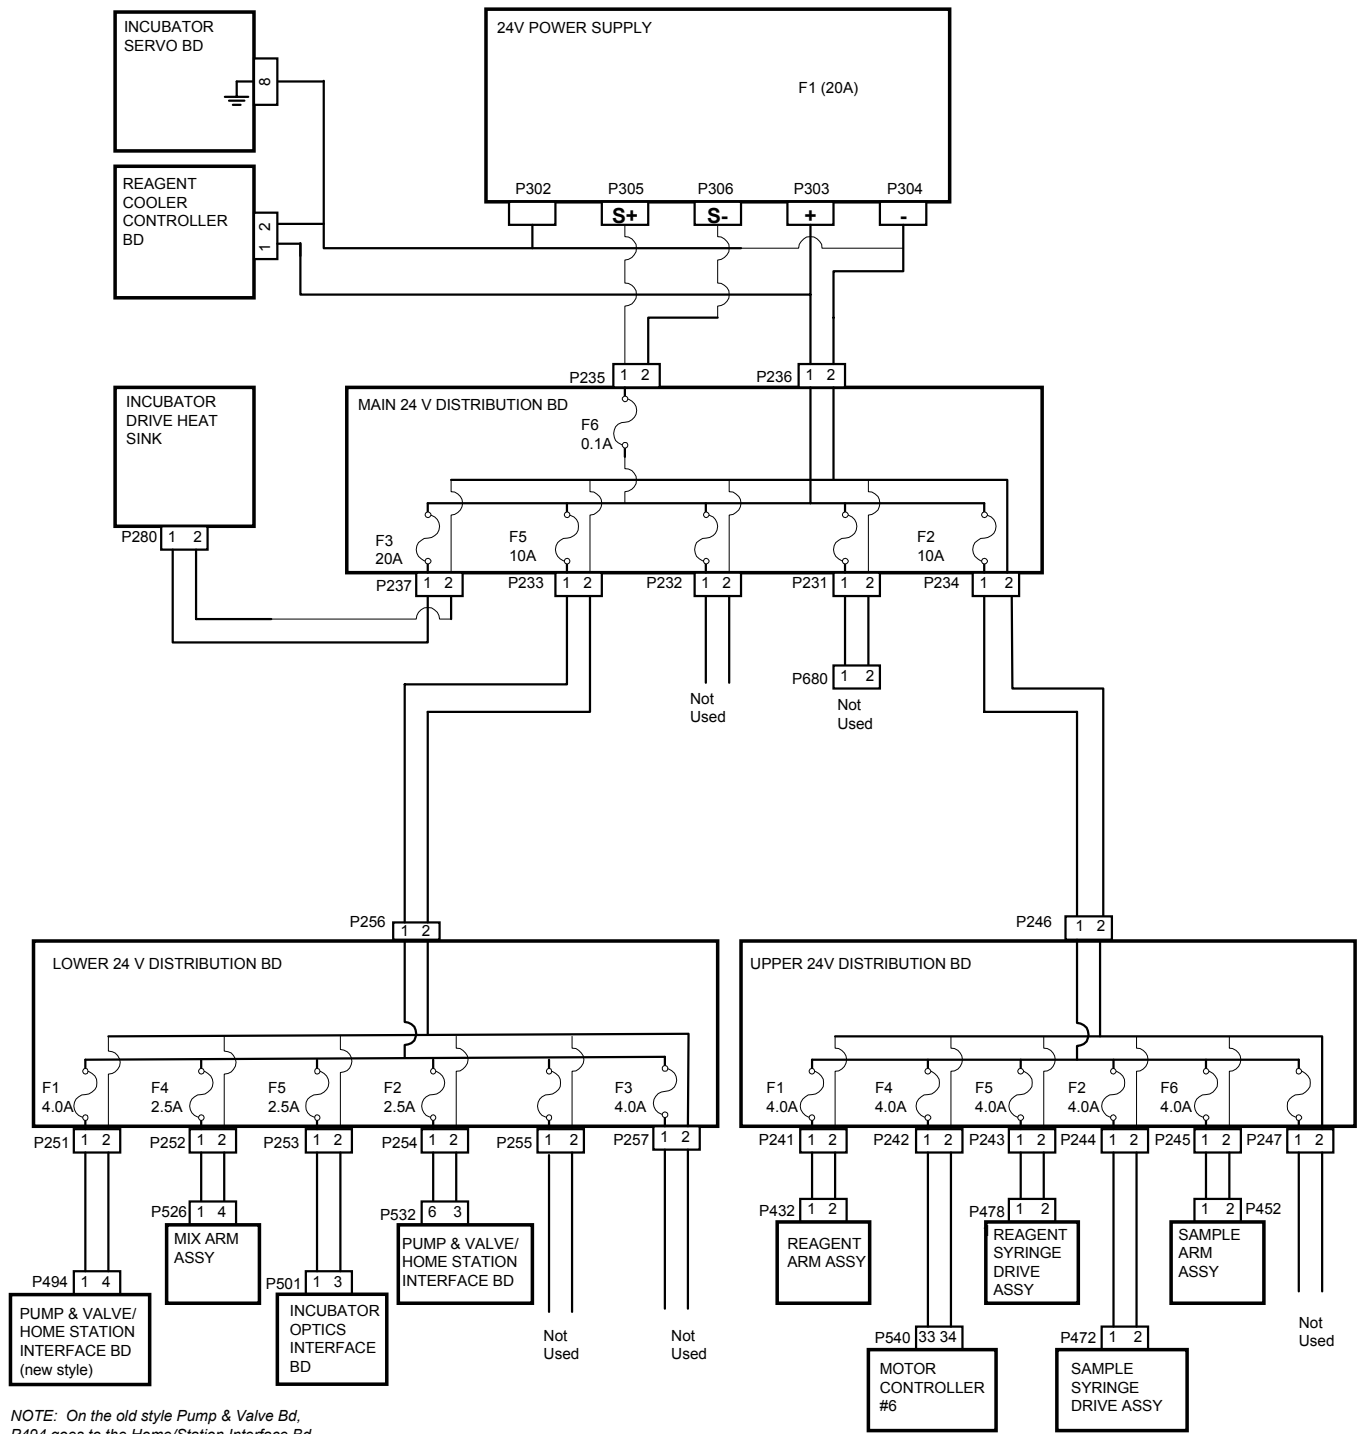 INCUBATOR
SERVO BD
8
24V POWER SUPPLY
F1 (20A)
REAGENT
COOLER
CONTROLLER
BD
1 2
P302 P305 P306 P303 P304
S+ S- + -
P235 1 2
P236 1 2
INCUBATOR
DRIVE HEAT
SINK
P280 1 2
MAIN 24 V DISTRIBUTION BD
F6
0.1A
F3
20A
F5
10A
F2
10A
P237 1 2
P233 1 2
P232 1 2
P231 1 2
P234 1 2
Not
Used
P680 1 2
Not
Used
P256 1 2
P246 1 2
LOWER 24 V DISTRIBUTION BD
F1
4.0A
F4
2.5A
F5
2.5A
F2
2.5A
F3
4.0A
P251 1 2
P252 1 2
P253 1 2
P254 1 2
P255 1 2
P257 1 2
P526 1 4
MIX ARM
ASSY
P532 6 3
PUMP & VALVE/
HOME STATION
INTERFACE BD
P494 1 4
PUMP & VALVE/
HOME STATION
INTERFACE BD
(new style)
P501 1 3
INCUBATOR
OPTICS
INTERFACE
BD
Not
Used
Not
Used
UPPER 24V DISTRIBUTION BD
F1
4.0A
F4
4.0A
F5
4.0A
F2
4.0A
F6
4.0A
P241 1 2
P242 1 2
P243 1 2
P244 1 2
P245 1 2
P247 1 2
P432 1 2
REAGENT
ARM ASSY
P478 1 2
REAGENT
SYRINGE
DRIVE
ASSY
1 2 P452
SAMPLE
ARM
ASSY
P540 33 34
MOTOR
CONTROLLER
#6
P472 1 2
SAMPLE
SYRINGE
DRIVE ASSY
Not
Used
NOTE: On the old style Pump & Valve Bd,
P494 goes to the Home/Station Interface Bd